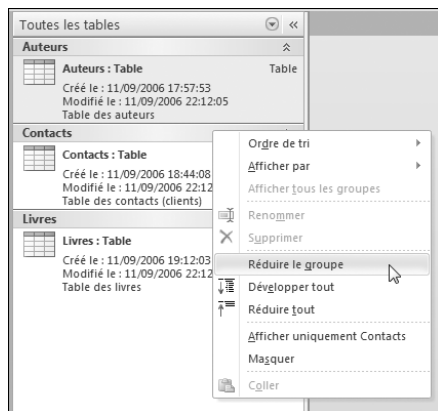 Toutes les tables
Auteurs
Auteurs : Table Table
Créé le : 11/09/2006 17:57:53
Modifié le : 11/09/2006 22:12:05
Table des auteurs
Contacts
Contacts : Table
Créé le : 11/09/2006 18:44:08
Modifié le : 11/09/2006 22:12
Table des contacts (clients)
Livres
Livres : Table
Créé le : 11/09/2006 19:12:03
Modifié le : 11/09/2006 22:12
Table des livres
Ordre de tri
Afficher par
Afficher tous les groupes
Renommer
Supprimer
Réduire le groupe
Développer tout
Réduire tout
Afficher uniquement Contacts
Masquer
Coller